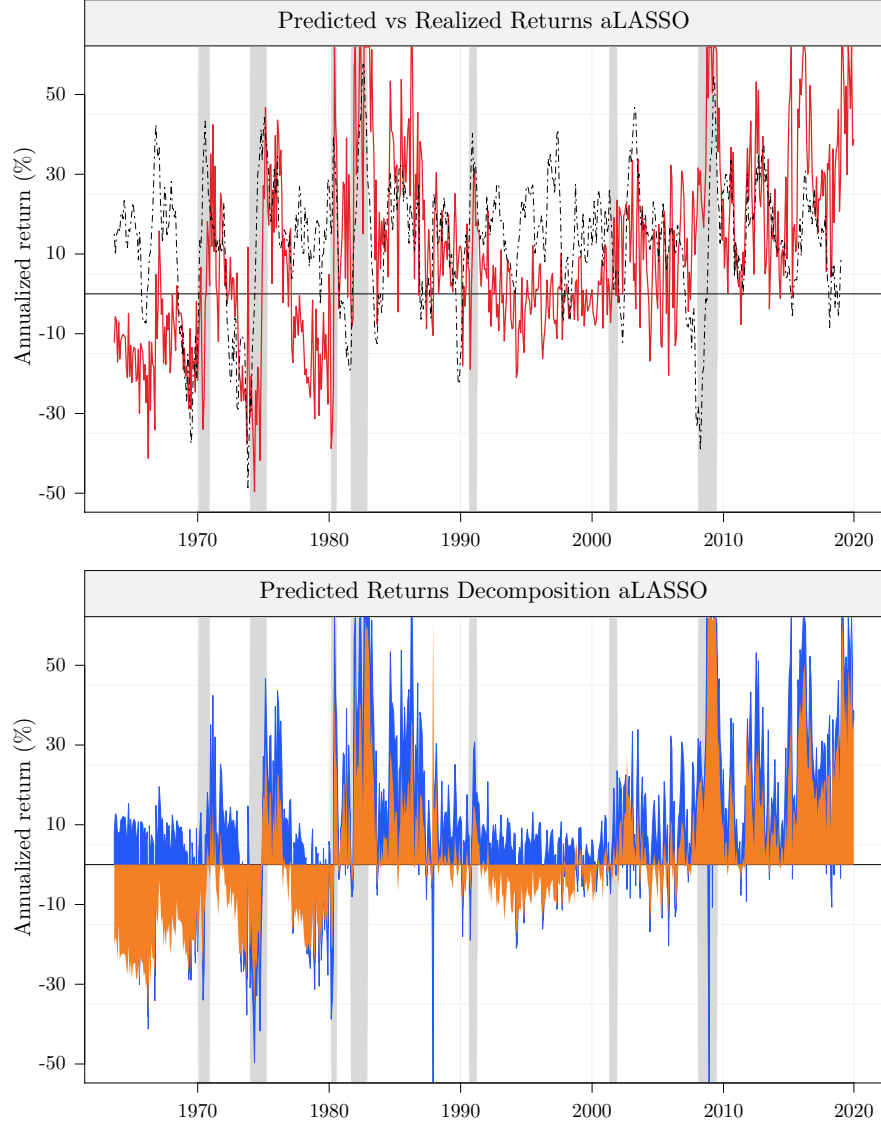 Predicted vs Realized Returns aLASSO
Annualized return (%)
50
30
10
-10
-30
-50
1970 1980 1990 2000 2010 2020
Predicted Returns Decomposition aLASSO
Annualized return (%)
50
30
10
-10
-30
-50
1970 1980 1990 2000 2010 2020